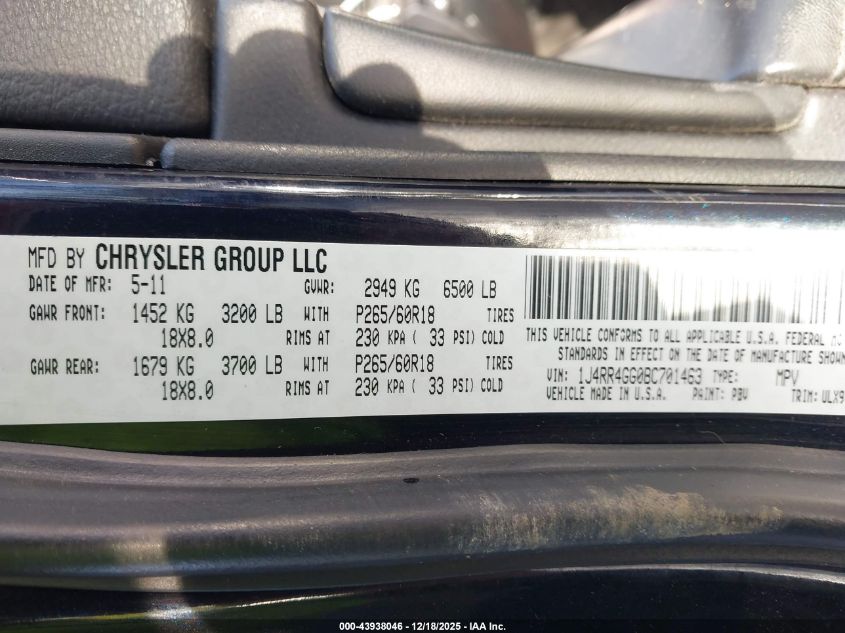 MFD BY CHRYSLER GROUP LLC
DATE OF MFR: 5-11 GVWR: 2949 KG 6500 LB
GAWR FRONT: 1452 KG 3200 LB WITH P265/60R18 TIRES
18X8.0 RIMS AT 230 KPA ( 33 PSI) COLD
GAWR REAR: 1679 KG 3700 LB WITH P265/60R18 TIRES
18X8.0 RIMS AT 230 KPA ( 33 PSI) COLD
THIS VEHICLE CONFORMS TO ALL APPLICABLE U.S.A. FEDERAL
STANDARDS IN EFFECT ON THE DATE OF MANUFACTURE SHOWN
VIN: 1J4RR4GG0BC701463 TYPE: MPV
VEHICLE MADE IN U.S.A. PAINT: PBV TRIM: ULX9
000-43938046 | 12/18/2025 | IAA Inc.